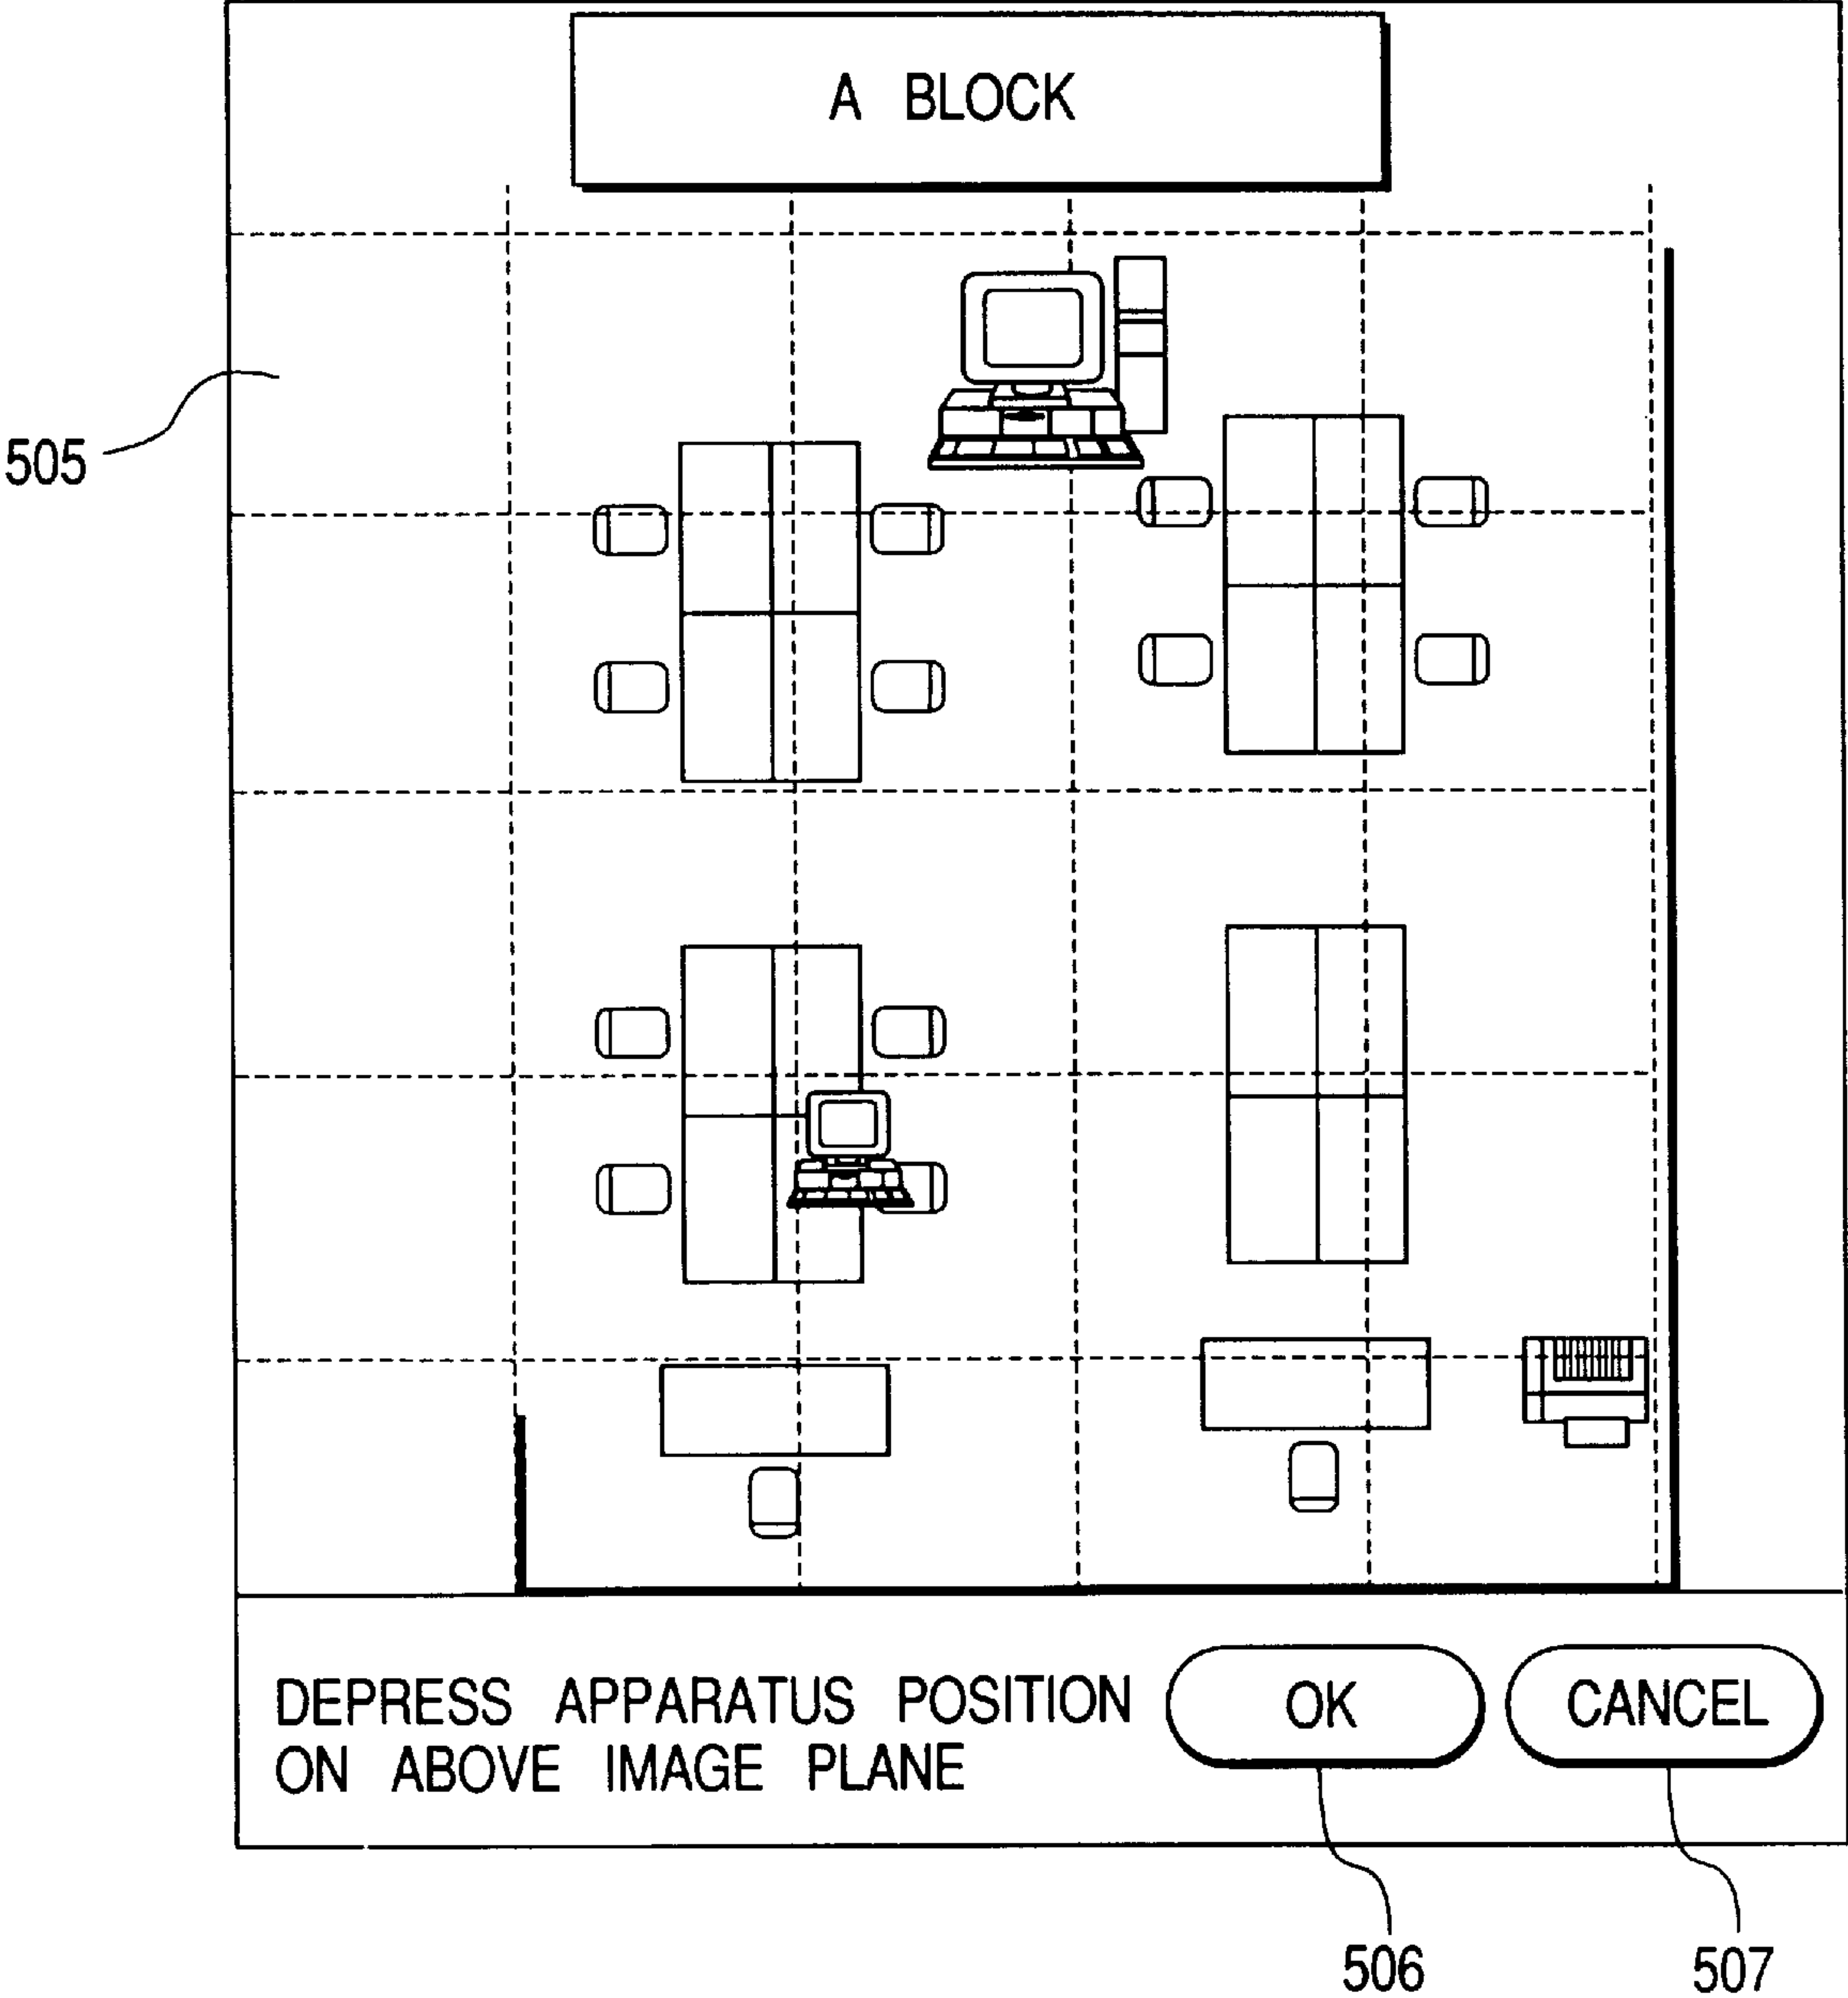 A BLOCK
505
DEPRESS APPARATUS POSITION
ON ABOVE IMAGE PLANE
OK
CANCEL
506
507